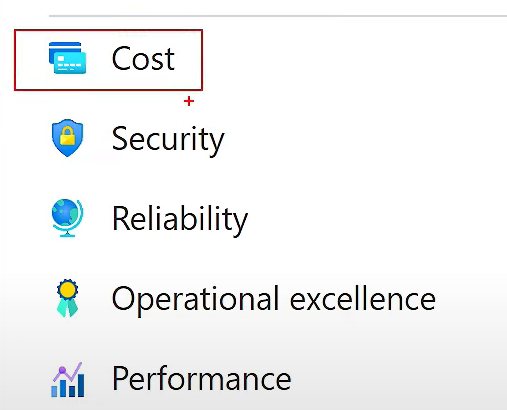 Cost
Security
Reliability
Operational excellence
Performance